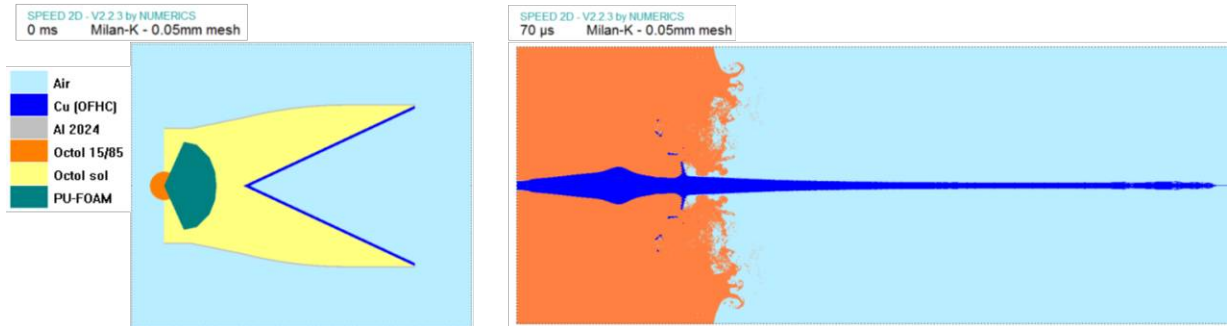 SPEED 2D - V2.2.3 by NUMERICS
0 ms Milan-K - 0.05mm mesh
Air
Cu (OFHC)
Al 2024
Octol 15/85
Octol sol
PU-FOAM
SPEED 2D - V2.2.3 by NUMERICS
70 µs Milan-K - 0.05mm mesh